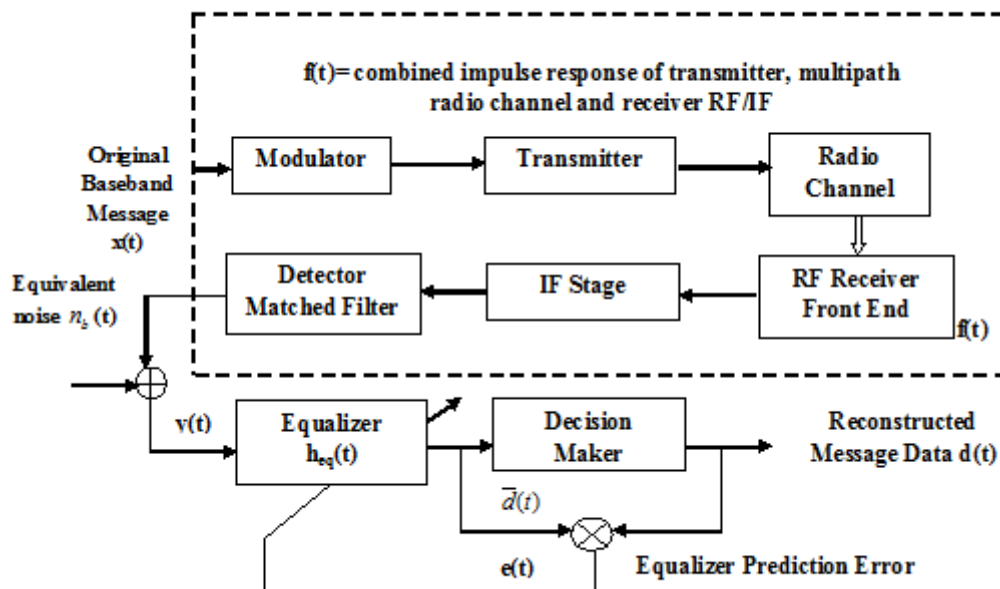 f(t)= combined impulse response of transmitter, multipath
radio channel and receiver RF/IF
Original
Baseband
Message
x(t)
Modulator
Transmitter
Radio
Channel
Equivalent
noise n_b (t)
Detector
Matched Filter
IF Stage
RF Receiver
Front End
f(t)
v(t)
Equalizer
h_eq(t)
Decision
Maker
Reconstructed
Message Data d(t)
d̅(t)
e(t)
Equalizer Prediction Error